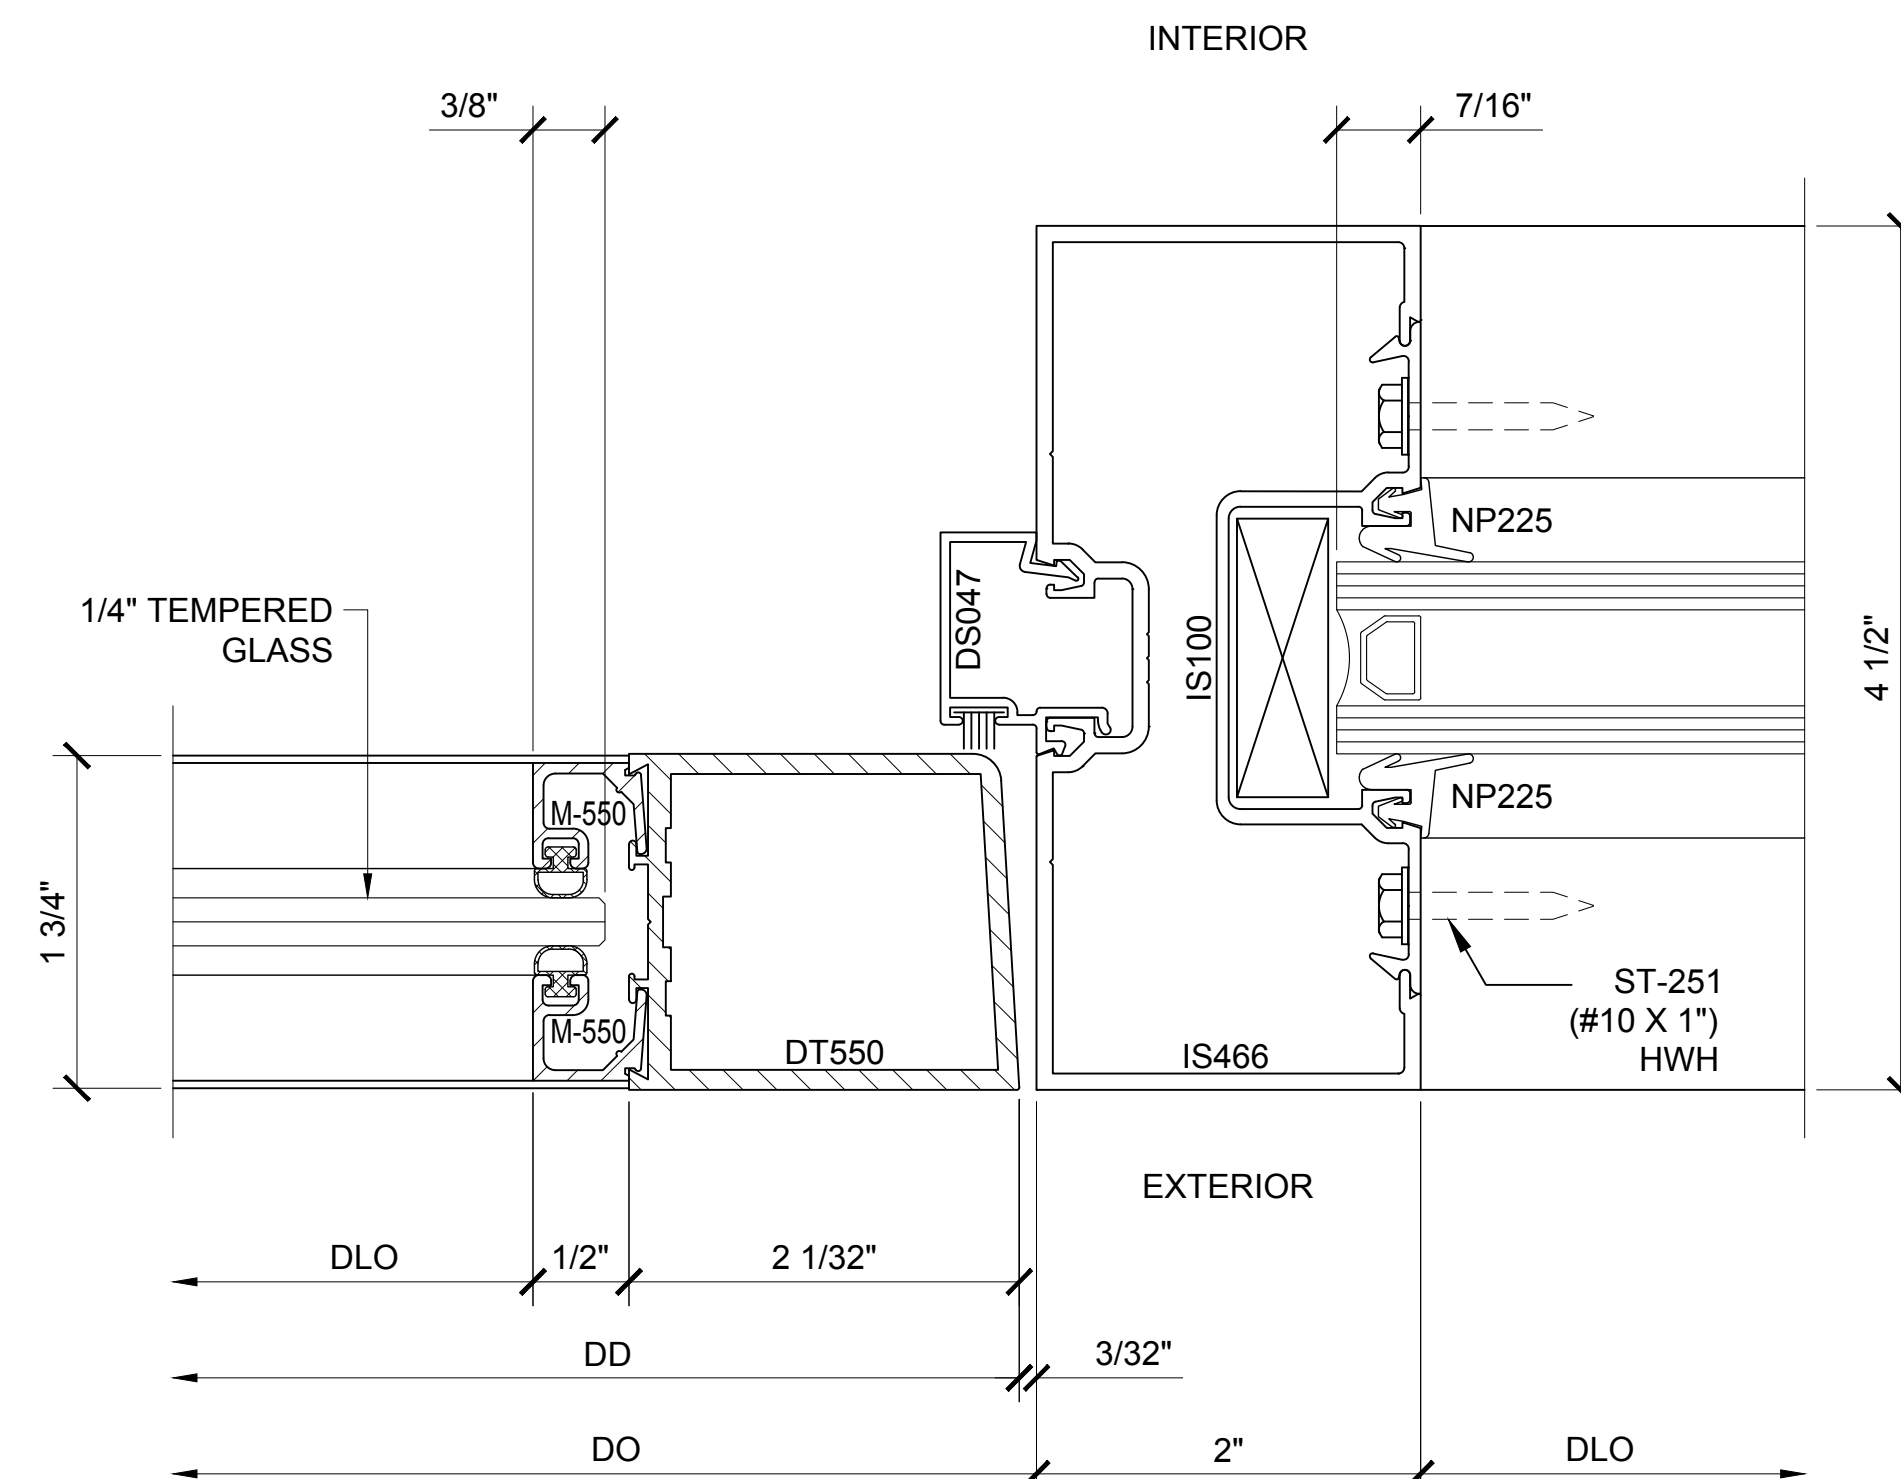 INTERIOR
3/8"
7/16"
1/4" TEMPERED
GLASS
DS047
IS100
NP225
4 1/2"
NP225
M-550
1 3/4"
M-550
DT550
IS466
ST-251
(#10 X 1")
HWH
EXTERIOR
DLO
1/2"
2 1/32"
DD
3/32"
DO
2"
DLO